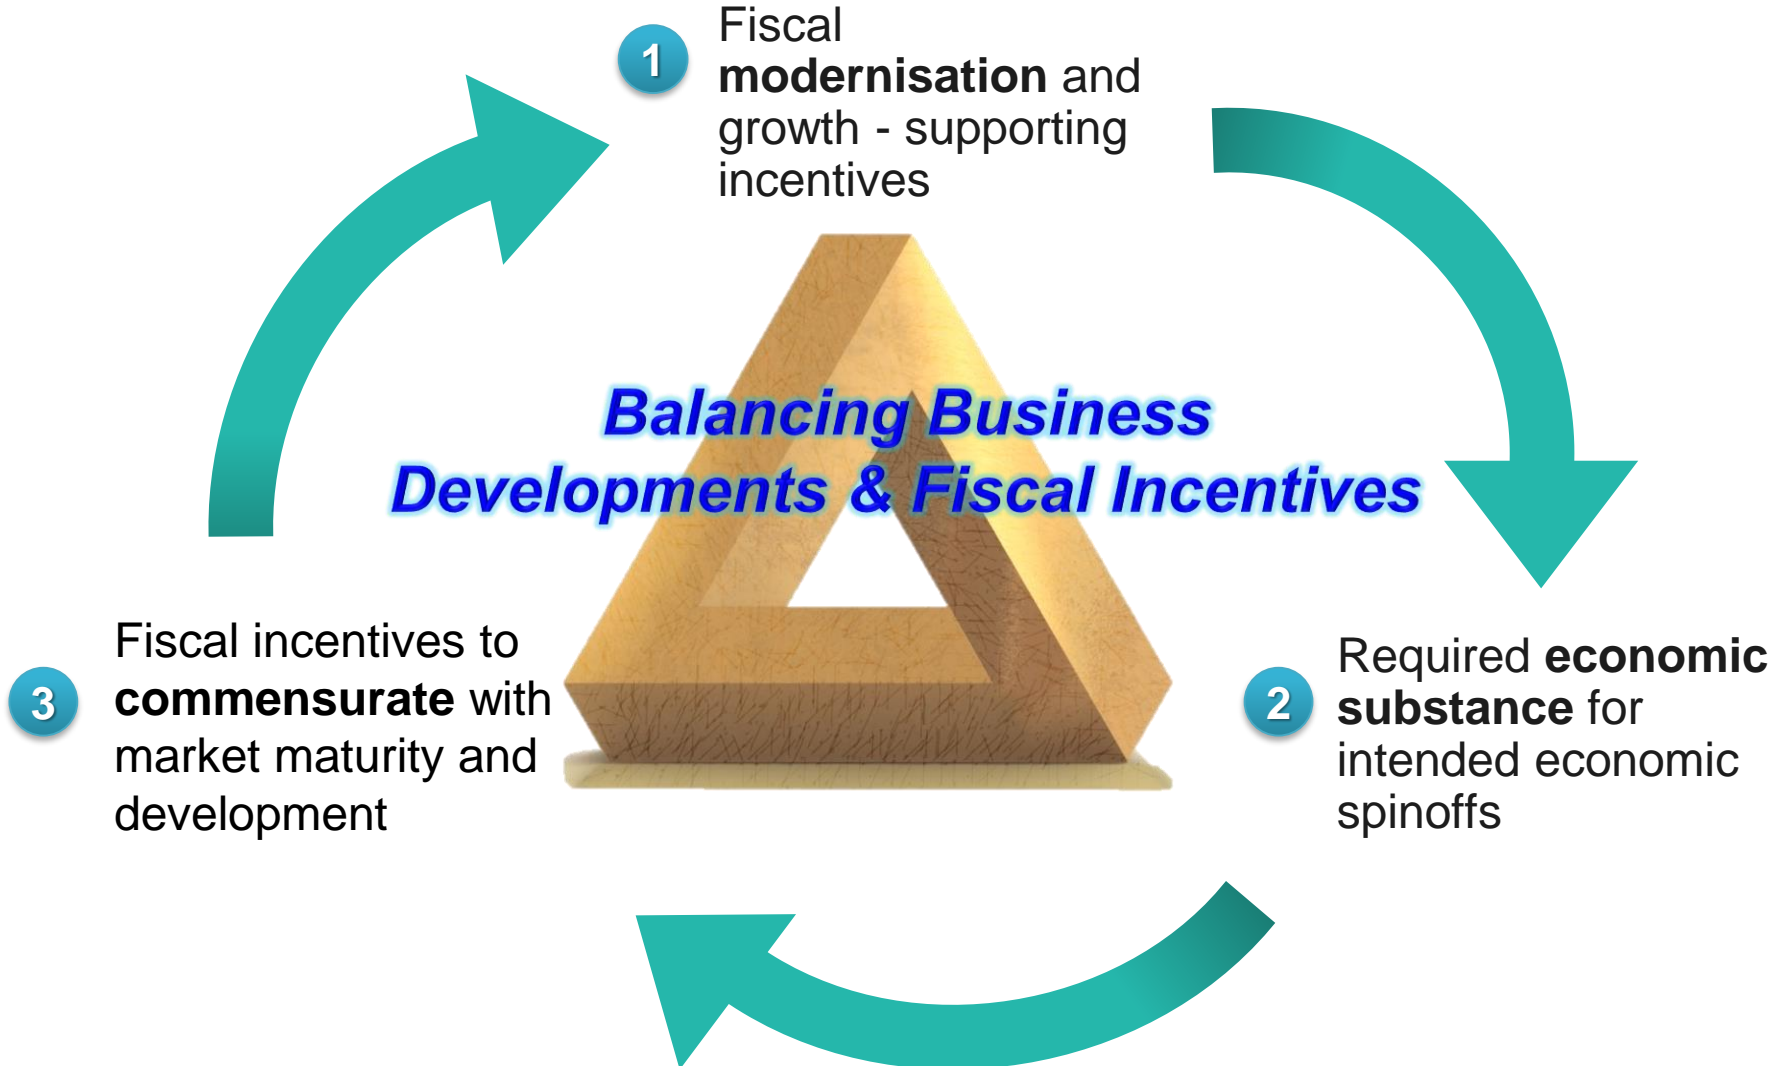 1
Fiscal
modernisation and
growth - supporting
incentives
Balancing Business
Developments & Fiscal Incentives
3
Fiscal incentives to
commensurate with
market maturity and
development
2
Required economic
substance for
intended economic
spinoffs